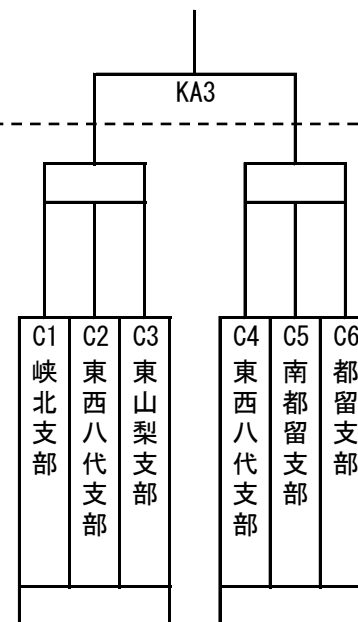 KA3
C1 峡北支部
C2 東西八代支部
C3 東山梨支部
C4 東西八代支部
C5 南都留支部
C6 都留支部